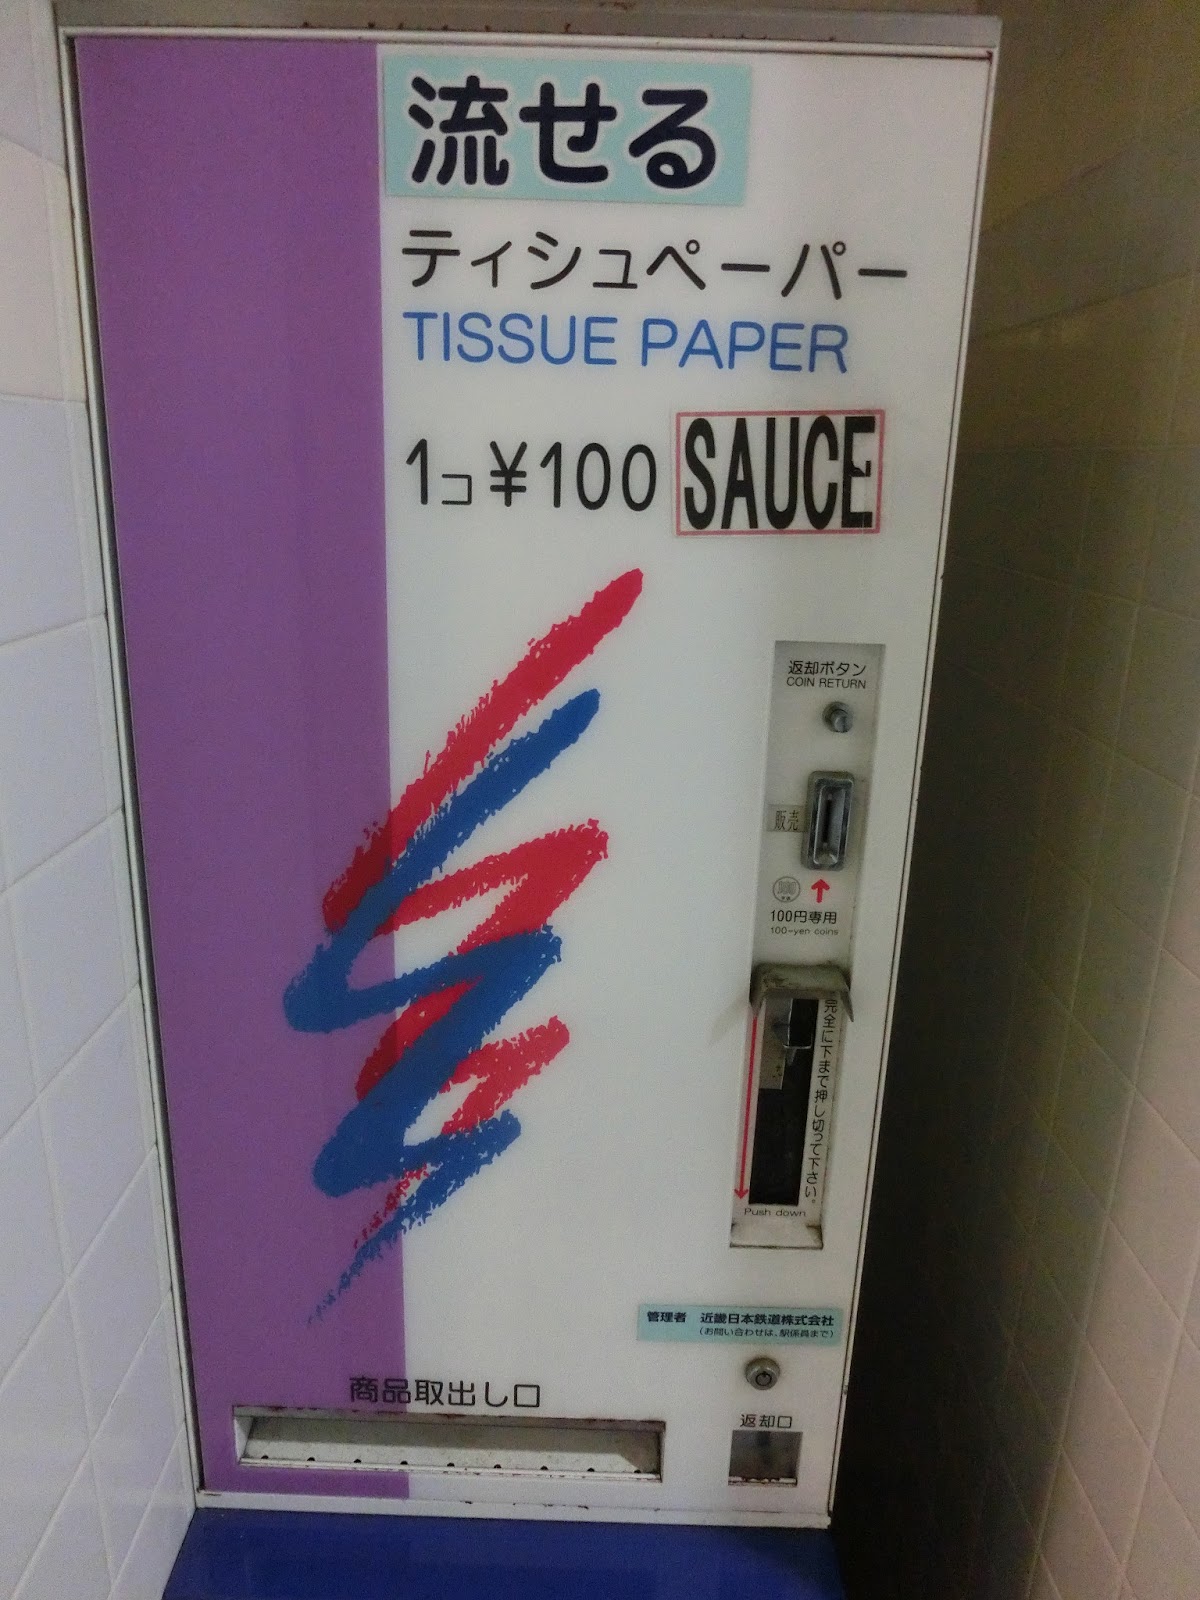 流せる
ティシュペーパー
TISSUE PAPER
1コ¥100 SAUCE
返却ボタン
COIN RETURN
販売
100
100円専用
100-yen coins
完全に下まで押し切って下さい。
Push down
管理者 近畿日本鉄道株式会社
(お問い合わせは、駅係員まで)
商品取出し口
返却口